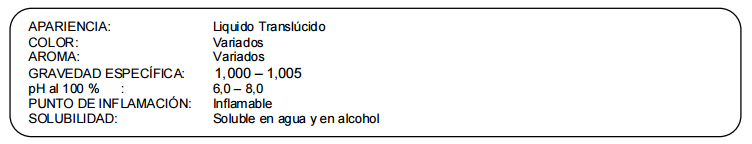 APARIENCIA: Liquido Translúcido
COLOR: Variados
AROMA: Variados
GRAVEDAD ESPECÍFICA: 1,000 – 1,005
pH al 100 % : 6,0 – 8,0
PUNTO DE INFLAMACIÓN: Inflamable
SOLUBILIDAD: Soluble en agua y en alcohol